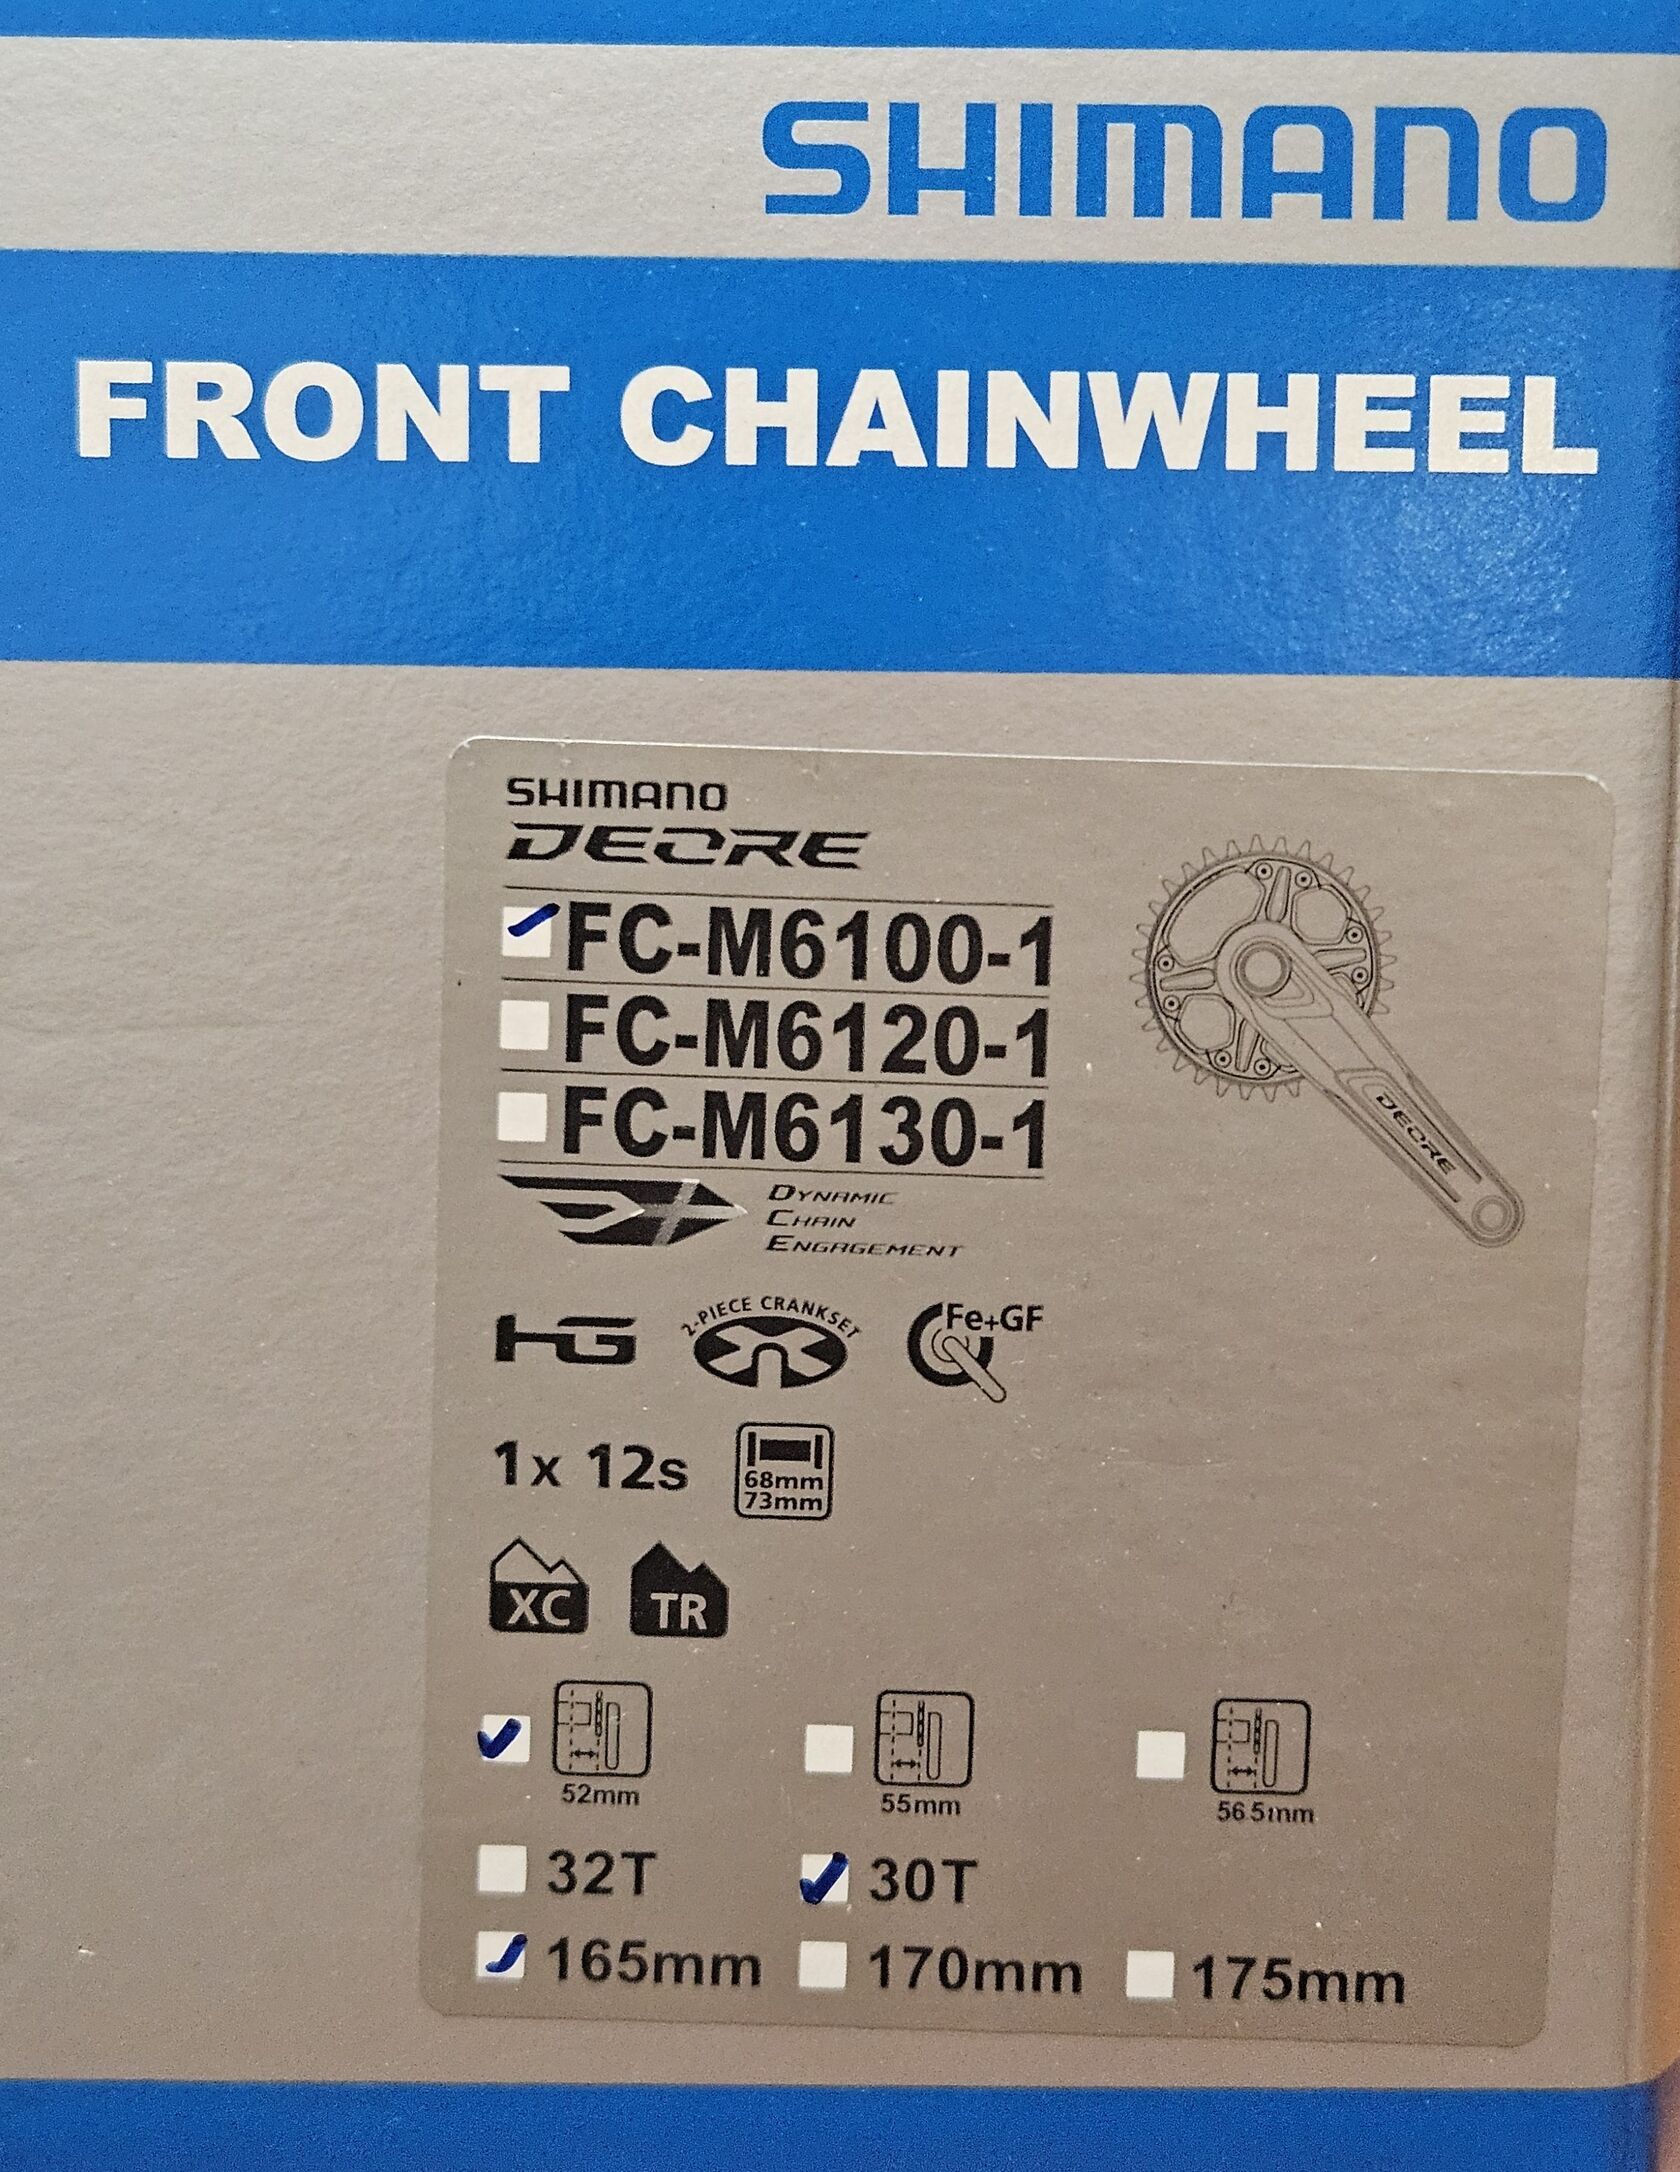 SHIMANO
FRONT CHAINWHEEL
SHIMANO
DEORE
FC-M6100-1
FC-M6120-1
FC-M6130-1
DYNAMIC
CHAIN
ENGAGEMENT
DEORE
HG
2-PIECE CRANKSET
Fe+GF
1x 12s
68mm
73mm
XC TR
52mm 55mm 56.5mm
32T 30T
165mm 170mm 175mm